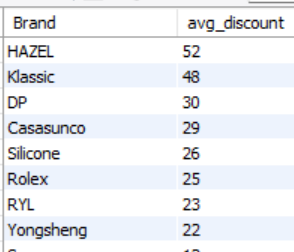 Brand avg_discount
HAZEL 52
Klassic 48
DP 30
Casasunco 29
Silicone 26
Rolex 25
RYL 23
Yongsheng 22